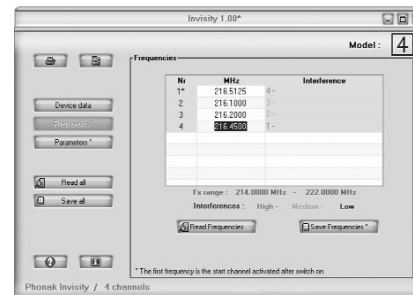 Invisity 1.00*
Model : 4
Frequencies
Nr MHz Interference
1* 216.5125 4-
2 216.1000 3-
3 216.2000 2-
4 216.4500 1-
Device data
Frequencies *
Parameters *
Read all
Save all
Fx range : 214.0000 MHz - 222.0000 MHz
Interferences : High - Medium - Low
Read Frequencies
Save Frequencies *
* The first frequency is the start channel activated after switch on
Phonak Invisity / 4 channels